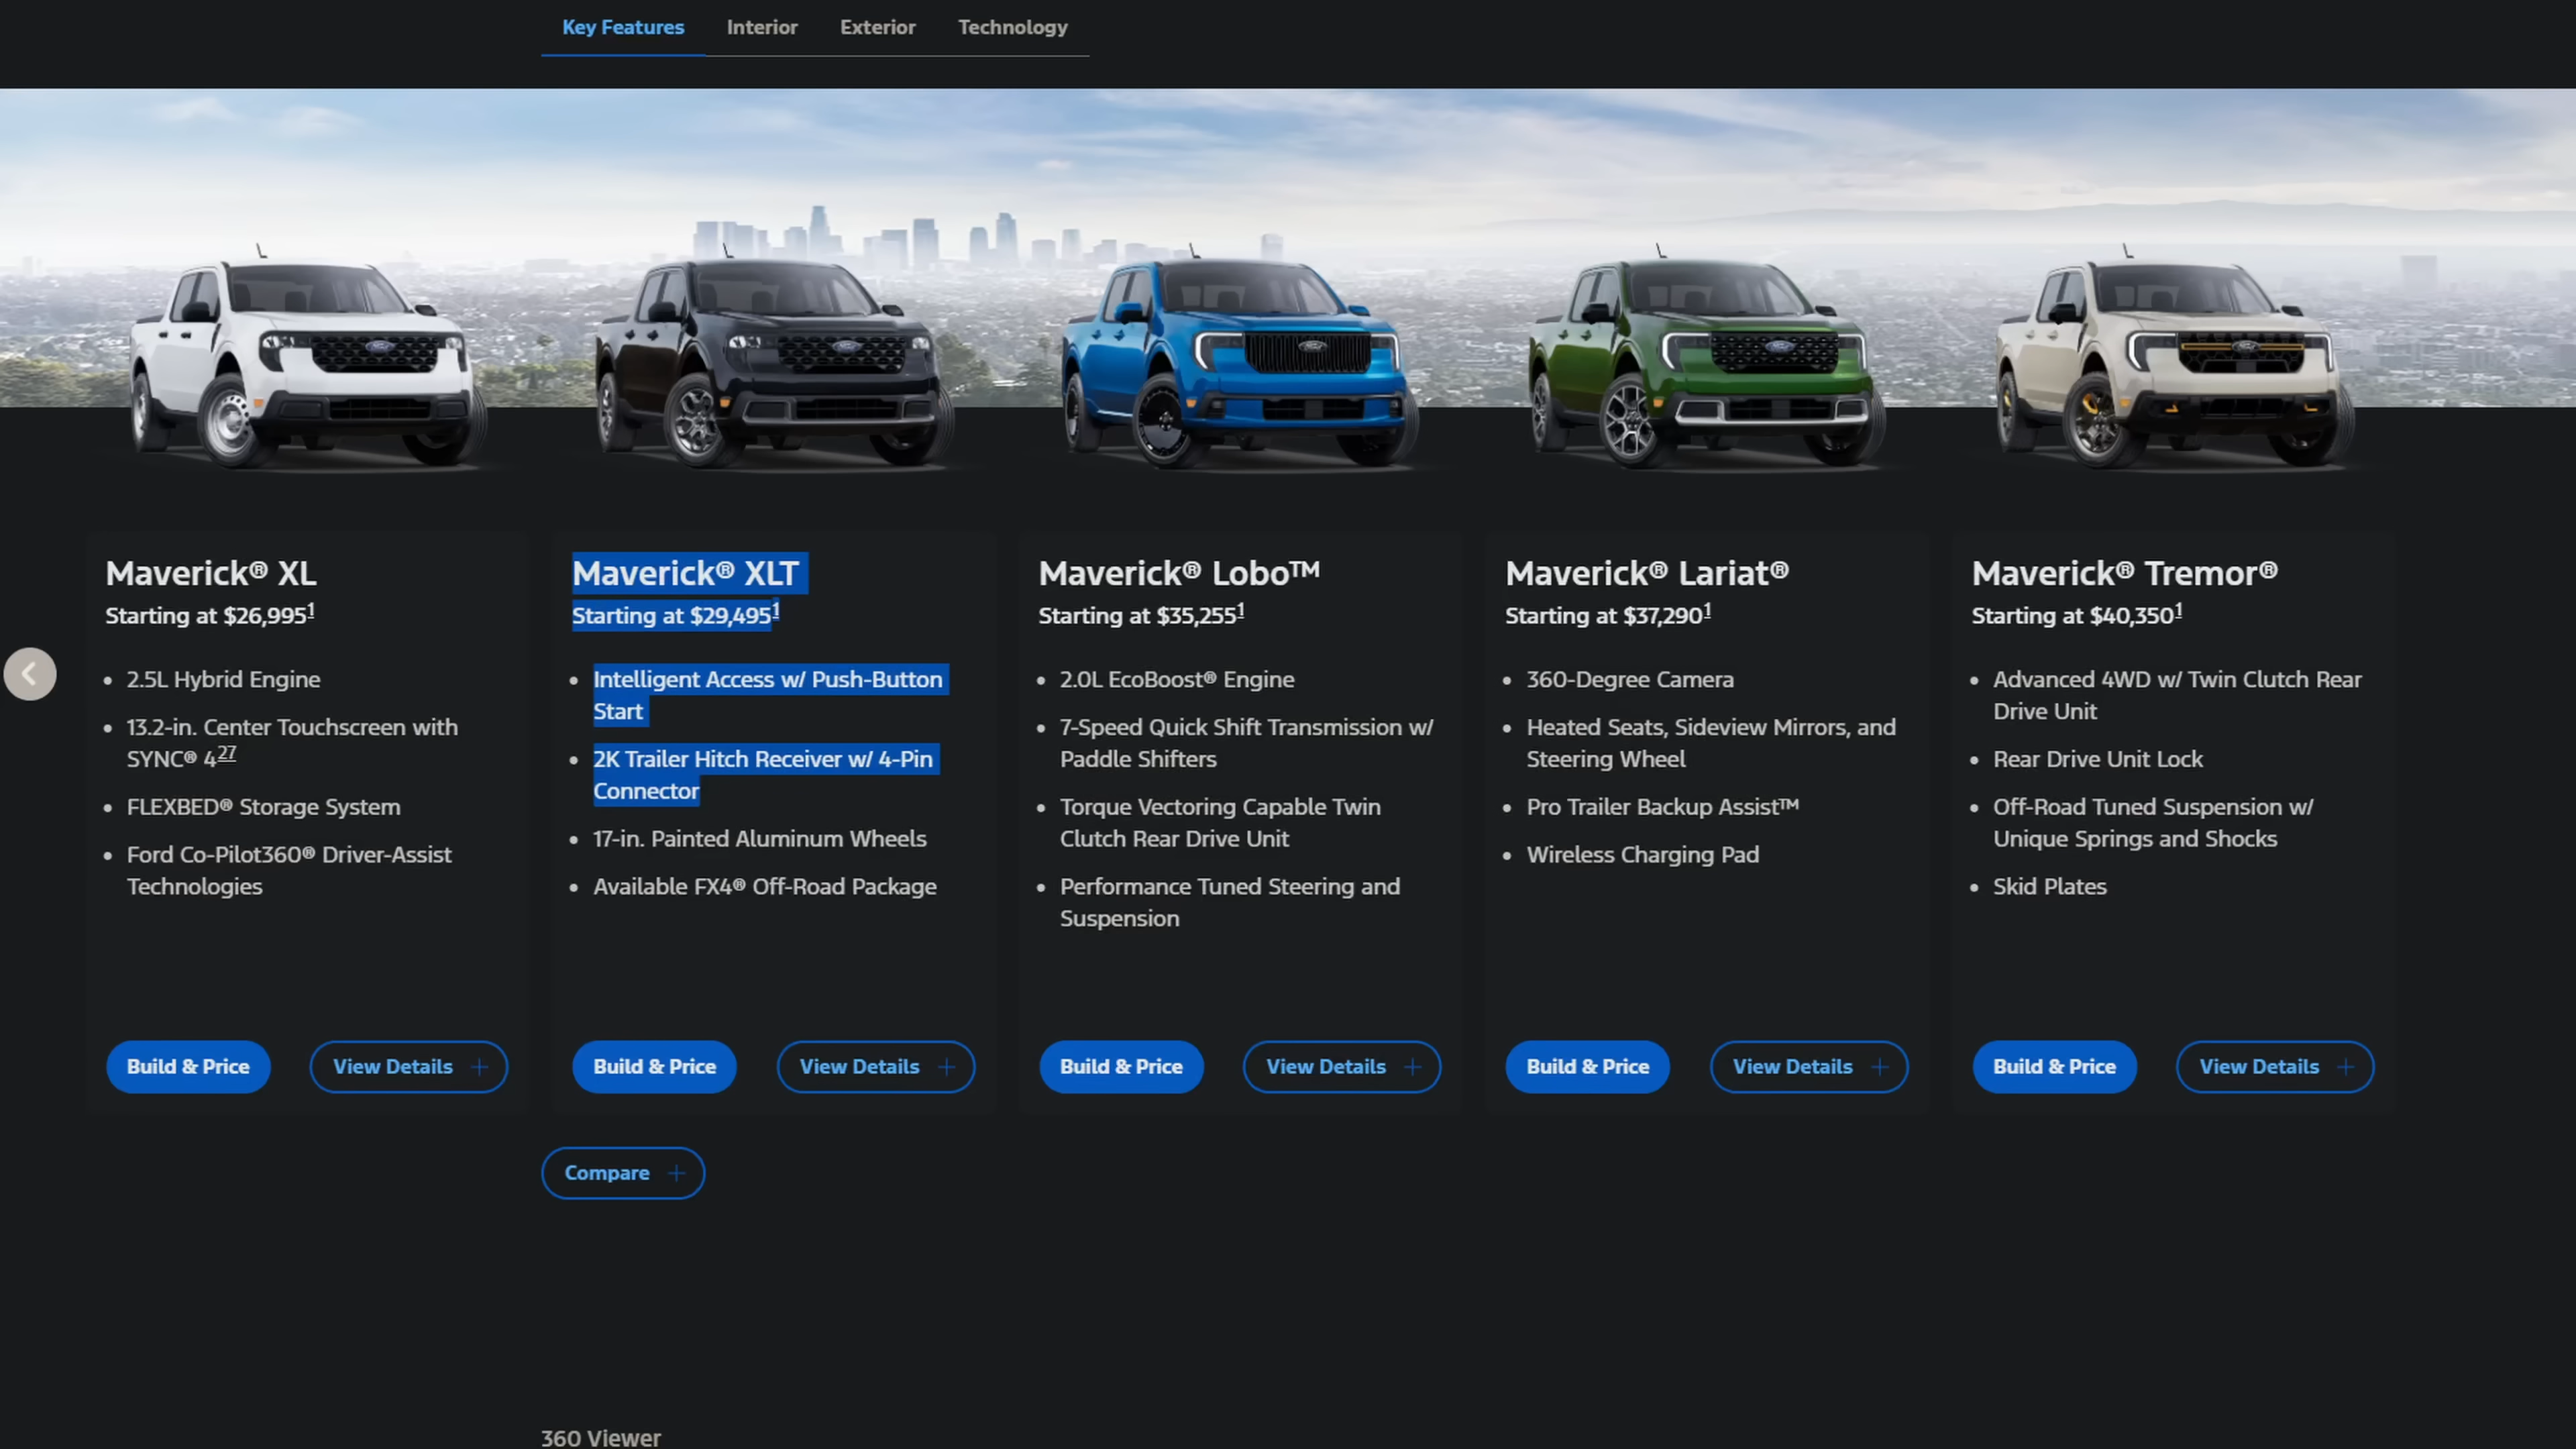 Key Features Interior Exterior Technology
Maverick® XL
Starting at $26,995¹
• 2.5L Hybrid Engine
• 13.2-in. Center Touchscreen with
SYNC® 4²⁷
• FLEXBED® Storage System
• Ford Co-Pilot360® Driver-Assist
Technologies
Build & Price View Details +
Maverick® XLT
Starting at $29,495¹
• Intelligent Access w/ Push-Button
Start
• 2K Trailer Hitch Receiver w/ 4-Pin
Connector
• 17-in. Painted Aluminum Wheels
• Available FX4® Off-Road Package
Build & Price View Details +
Maverick® Lobo™
Starting at $35,255¹
• 2.0L EcoBoost® Engine
• 7-Speed Quick Shift Transmission w/
Paddle Shifters
• Torque Vectoring Capable Twin
Clutch Rear Drive Unit
• Performance Tuned Steering and
Suspension
Build & Price View Details +
Maverick® Lariat®
Starting at $37,290¹
• 360-Degree Camera
• Heated Seats, Sideview Mirrors, and
Steering Wheel
• Pro Trailer Backup Assist™
• Wireless Charging Pad
Build & Price View Details +
Maverick® Tremor®
Starting at $40,350¹
• Advanced 4WD w/ Twin Clutch Rear
Drive Unit
• Rear Drive Unit Lock
• Off-Road Tuned Suspension w/
Unique Springs and Shocks
• Skid Plates
Build & Price View Details +
Compare +
360 Viewer